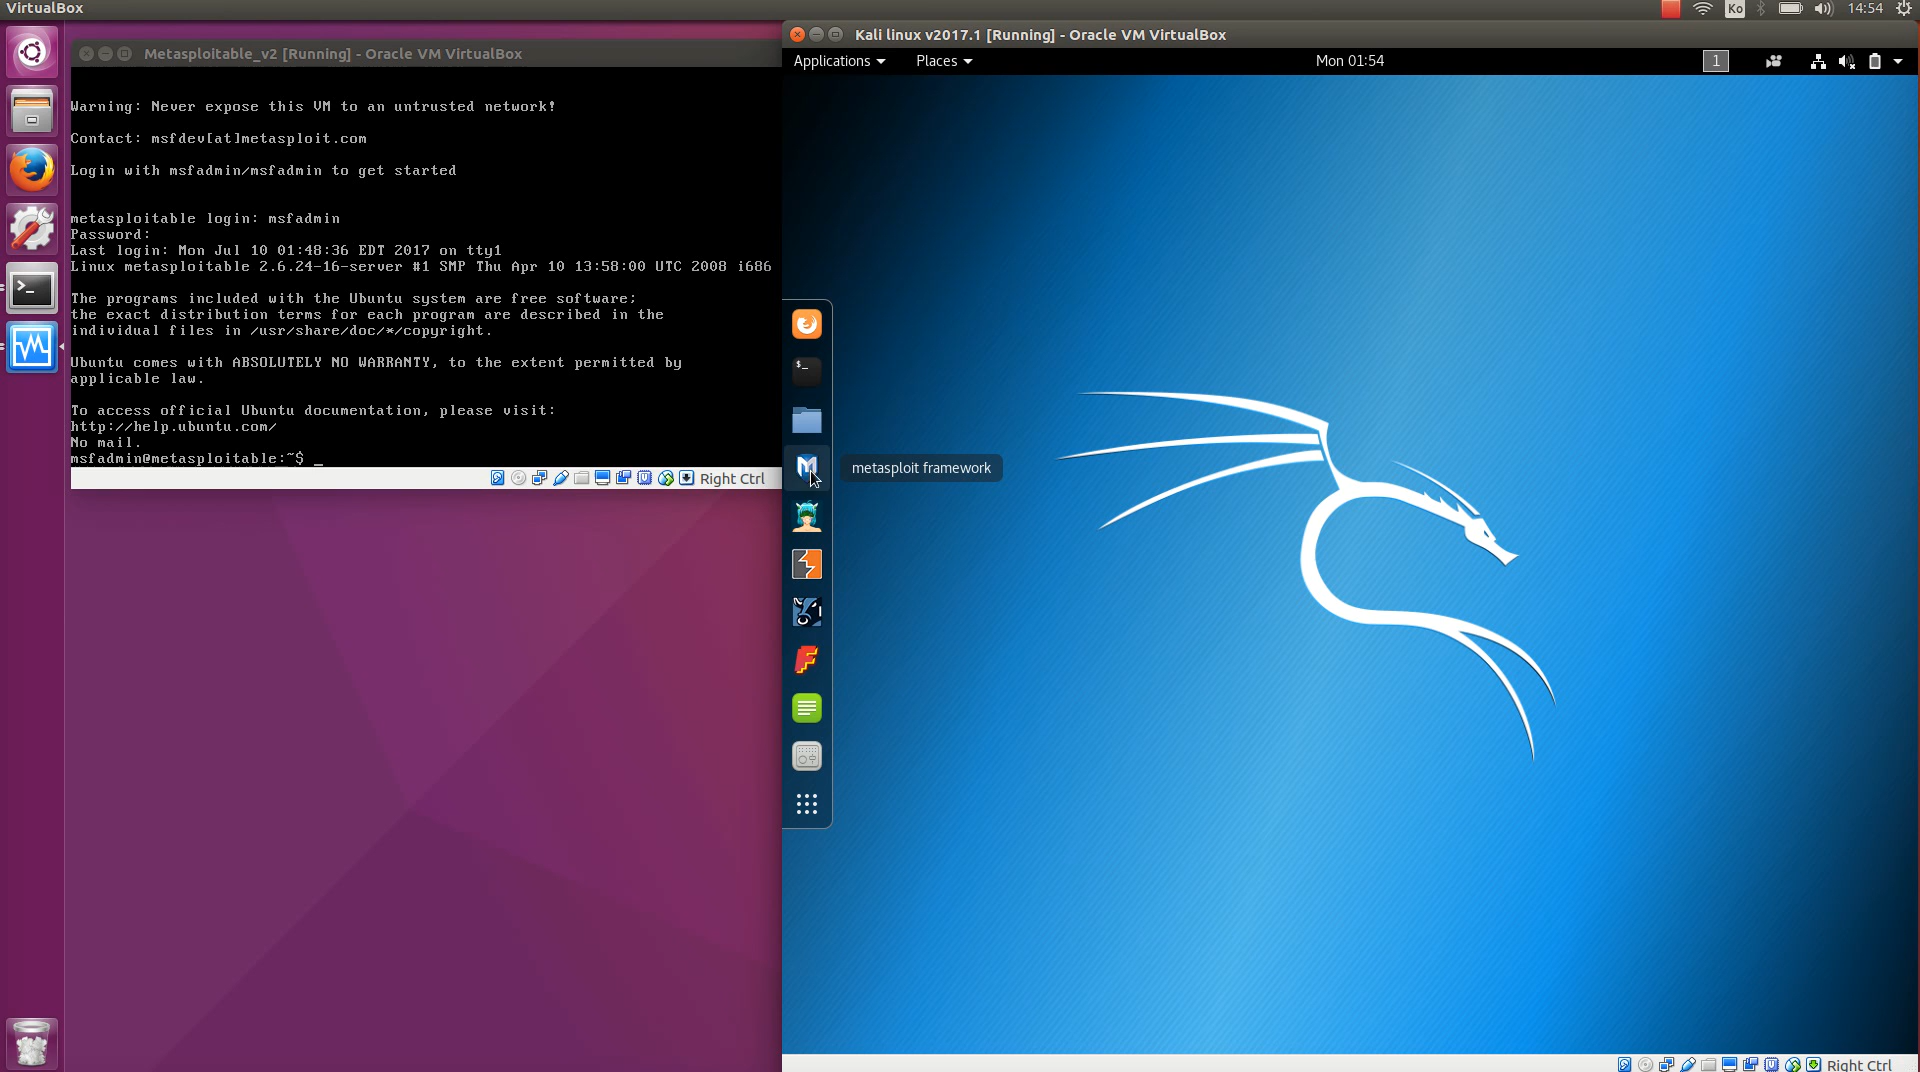 VirtualBox
Ko
14:54
Metasploitable_v2 [Running] - Oracle VM VirtualBox
Warning: Never expose this VM to an untrusted network!
Contact: msfdev[at]metasploit.com
Login with msfadmin/msfadmin to get started
metasploitable login: msfadmin
Password:
Last login: Mon Jul 10 01:48:36 EDT 2017 on tty1
Linux metasploitable 2.6.24-16-server #1 SMP Thu Apr 10 13:58:00 UTC 2008 i686
The programs included with the Ubuntu system are free software;
the exact distribution terms for each program are described in the
individual files in /usr/share/doc/*/copyright.
Ubuntu comes with ABSOLUTELY NO WARRANTY, to the extent permitted by
applicable law.
To access official Ubuntu documentation, please visit:
http://help.ubuntu.com/
No mail.
msfadmin@metasploitable:~$ _
Right Ctrl
Kali linux v2017.1 [Running] - Oracle VM VirtualBox
Applications
Places
Mon 01:54
1
metasploit framework
Right Ctrl